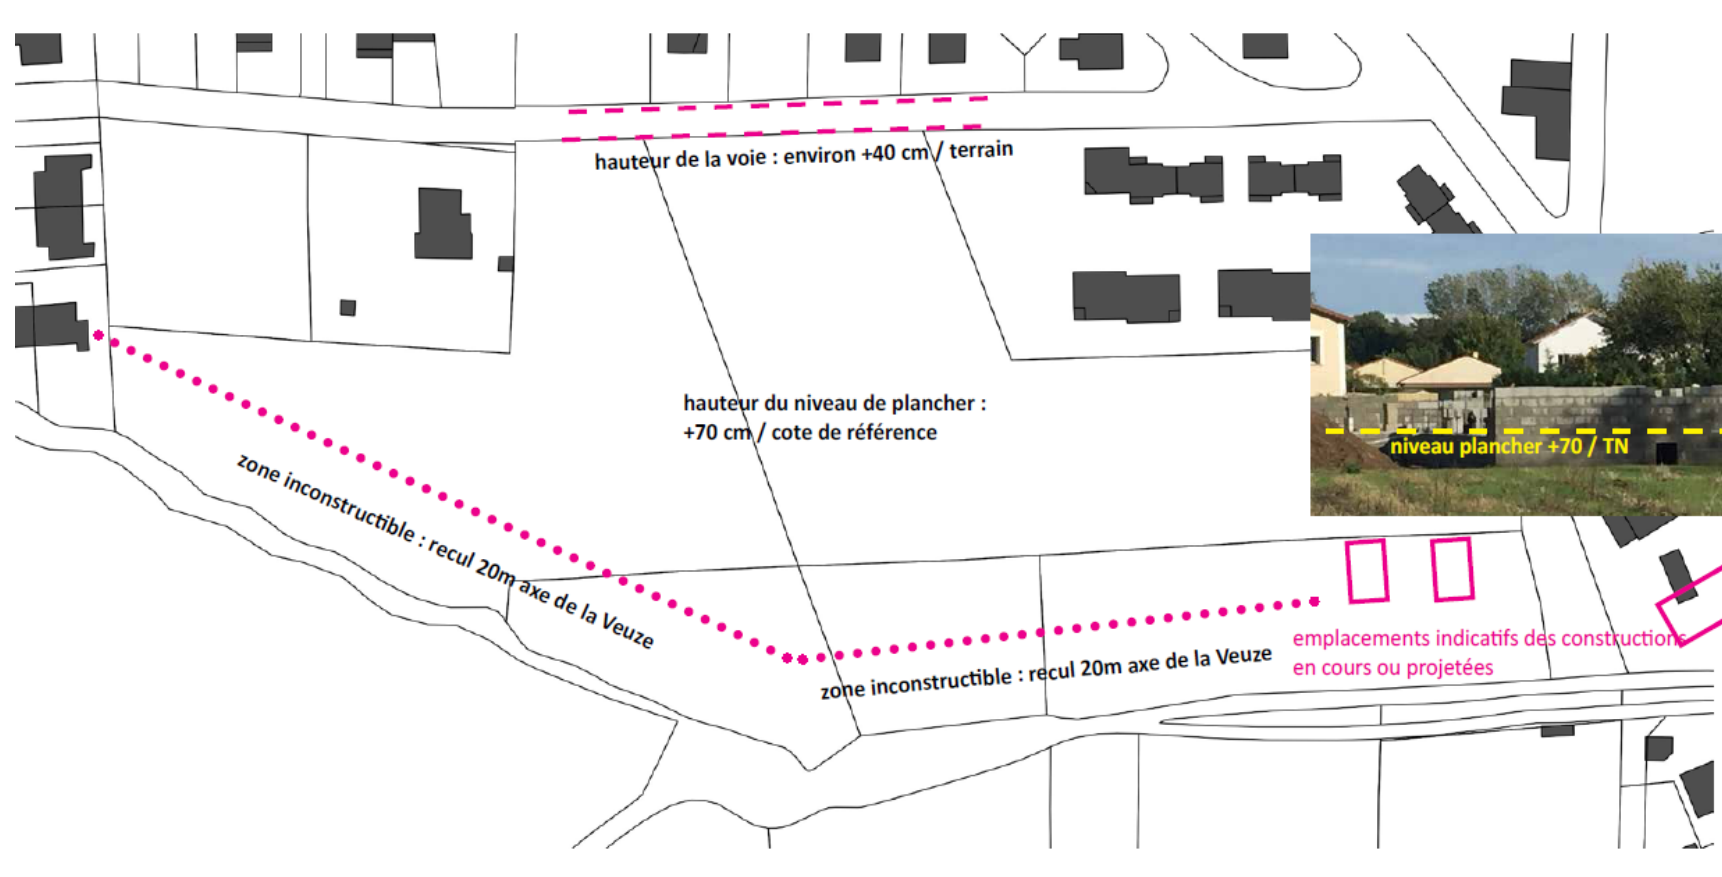 hauteur de la voie : environ +40 cm / terrain
hauteur du niveau de plancher :
+70 cm / cote de référence
niveau plancher +70 / TN
zone inconstructible : recul 20m axe de la Veuze
zone inconstructible : recul 20m axe de la Veuze
emplacements indicatifs des constructions
en cours ou projetées